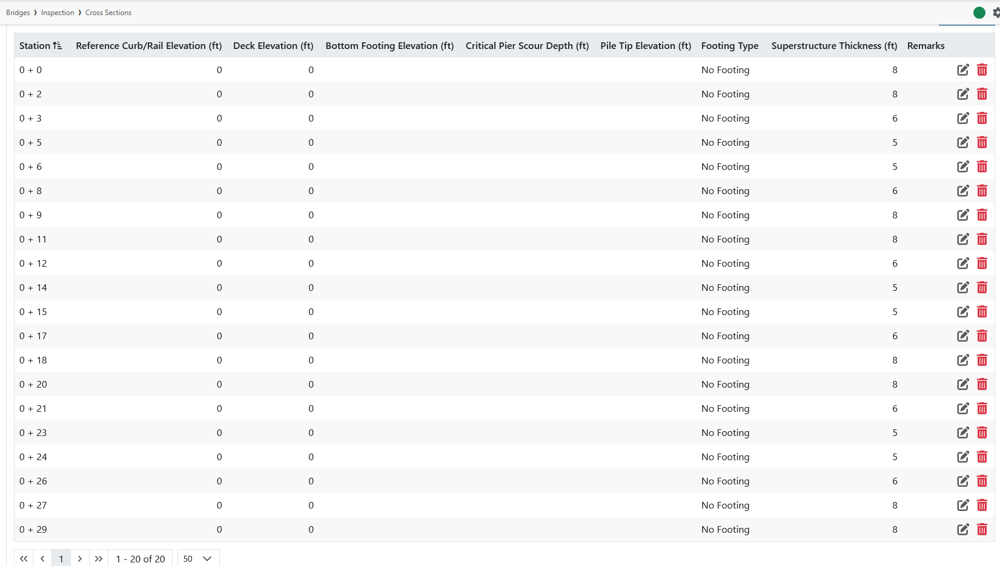 Bridges ❯ Inspection ❯ Cross Sections
Station Reference Curb/Rail Elevation (ft) Deck Elevation (ft) Bottom Footing Elevation (ft) Critical Pier Scour Depth (ft) Pile Tip Elevation (ft) Footing Type Superstructure Thickness (ft) Remarks
0 + 0 0 0 No Footing 8
0 + 2 0 0 No Footing 8
0 + 3 0 0 No Footing 6
0 + 5 0 0 No Footing 5
0 + 6 0 0 No Footing 5
0 + 8 0 0 No Footing 6
0 + 9 0 0 No Footing 8
0 + 11 0 0 No Footing 8
0 + 12 0 0 No Footing 6
0 + 14 0 0 No Footing 5
0 + 15 0 0 No Footing 5
0 + 17 0 0 No Footing 6
0 + 18 0 0 No Footing 8
0 + 20 0 0 No Footing 8
0 + 21 0 0 No Footing 6
0 + 23 0 0 No Footing 5
0 + 24 0 0 No Footing 5
0 + 26 0 0 No Footing 6
0 + 27 0 0 No Footing 8
0 + 29 0 0 No Footing 8
1 1 - 20 of 20 50